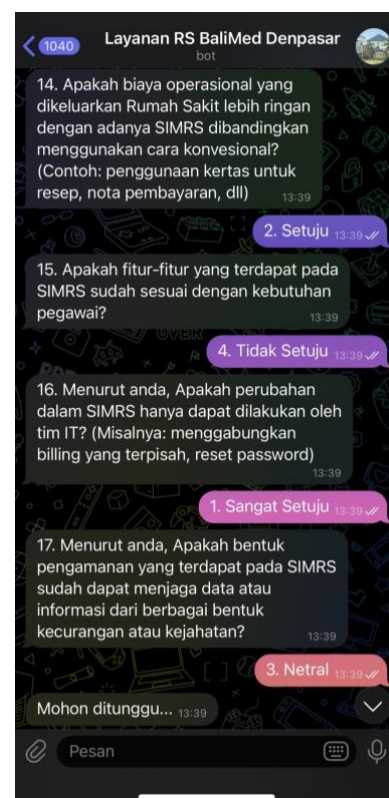 1040
Layanan RS BaliMed Denpasar
bot
14. Apakah biaya operasional yang
dikeluarkan Rumah Sakit lebih ringan
dengan adanya SIMRS dibandingkan
menggunakan cara konvesional?
(Contoh: penggunaan kertas untuk
resep, nota pembayaran, dll) 13:39
2. Setuju 13:39
15. Apakah fitur-fitur yang terdapat pada
SIMRS sudah sesuai dengan kebutuhan
pegawai? 13:39
4. Tidak Setuju 13:39
16. Menurut anda, Apakah perubahan
dalam SIMRS hanya dapat dilakukan oleh
tim IT? (Misalnya: menggabungkan
billing yang terpisah, reset password)
13:39
1. Sangat Setuju 13:39
17. Menurut anda, Apakah bentuk
pengamanan yang terdapat pada SIMRS
sudah dapat menjaga data atau
informasi dari berbagai bentuk
kecurangan atau kejahatan? 13:39
3. Netral 13:39
Mohon ditunggu... 13:39
Pesan